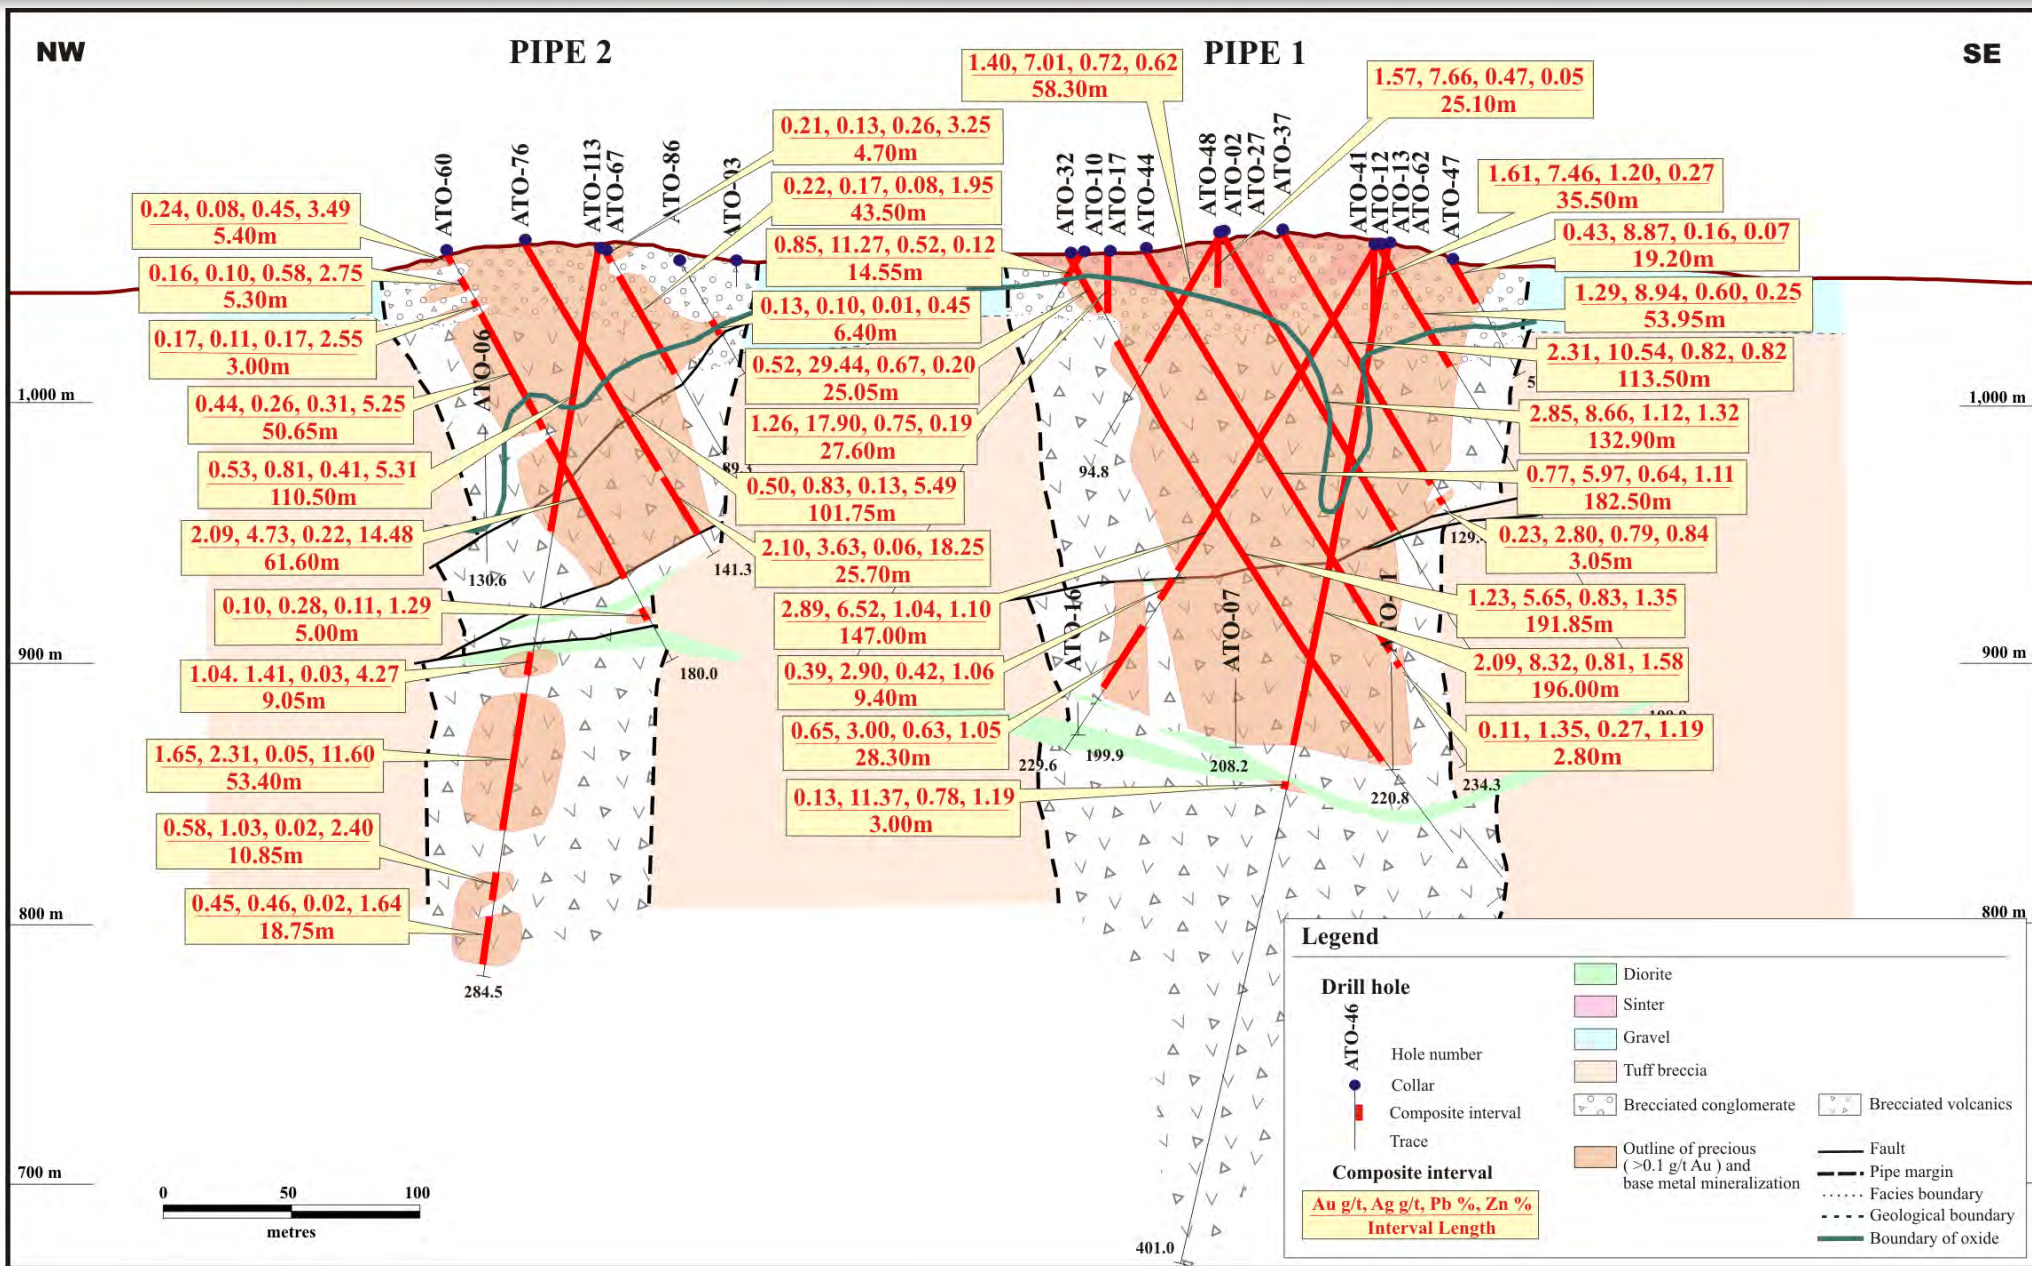 NW
PIPE 2
PIPE 1
SE
1.40, 7.01, 0.72, 0.62
58.30m
1.57, 7.66, 0.47, 0.05
25.10m
0.21, 0.13, 0.26, 3.25
4.70m
0.22, 0.17, 0.08, 1.95
43.50m
0.85, 11.27, 0.52, 0.12
14.55m
0.13, 0.10, 0.01, 0.45
6.40m
0.52, 29.44, 0.67, 0.20
25.05m
1.26, 17.90, 0.75, 0.19
27.60m
0.50, 0.83, 0.13, 5.49
101.75m
2.10, 3.63, 0.06, 18.25
25.70m
2.89, 6.52, 1.04, 1.10
147.00m
0.39, 2.90, 0.42, 1.06
9.40m
0.65, 3.00, 0.63, 1.05
28.30m
0.13, 11.37, 0.78, 1.19
3.00m
0.24, 0.08, 0.45, 3.49
5.40m
0.16, 0.10, 0.58, 2.75
5.30m
0.17, 0.11, 0.17, 2.55
3.00m
0.44, 0.26, 0.31, 5.25
50.65m
0.53, 0.81, 0.41, 5.31
110.50m
2.09, 4.73, 0.22, 14.48
61.60m
0.10, 0.28, 0.11, 1.29
5.00m
1.04. 1.41, 0.03, 4.27
9.05m
1.65, 2.31, 0.05, 11.60
53.40m
0.58, 1.03, 0.02, 2.40
10.85m
0.45, 0.46, 0.02, 1.64
18.75m
1.61, 7.46, 1.20, 0.27
35.50m
0.43, 8.87, 0.16, 0.07
19.20m
1.29, 8.94, 0.60, 0.25
53.95m
2.31, 10.54, 0.82, 0.82
113.50m
2.85, 8.66, 1.12, 1.32
132.90m
0.77, 5.97, 0.64, 1.11
182.50m
0.23, 2.80, 0.79, 0.84
3.05m
1.23, 5.65, 0.83, 1.35
191.85m
2.09, 8.32, 0.81, 1.58
196.00m
0.11, 1.35, 0.27, 1.19
2.80m
ATO-60
ATO-76
ATO-113
ATO-67
ATO-86
ATO-03
ATO-32
ATO-10
ATO-17
ATO-44
ATO-48
ATO-02
ATO-27
ATO-37
ATO-41
ATO-12
ATO-13
ATO-62
ATO-47
ATO-06
ATO-16
ATO-07
1,000 m
1,000 m
900 m
900 m
800 m
800 m
700 m
130.6
141.3
180.0
284.5
94.8
229.6
199.9
208.2
220.8
234.3
401.0
0
50
100
metres
Legend
Drill hole
ATO-46
Hole number
Collar
Composite interval
Trace
Composite interval
Au g/t, Ag g/t, Pb %, Zn %
Interval Length
Diorite
Sinter
Gravel
Tuff breccia
Brecciated conglomerate
Brecciated volcanics
Outline of precious
( >0.1 g/t Au ) and
base metal mineralization
Fault
Pipe margin
Facies boundary
Geological boundary
Boundary of oxide